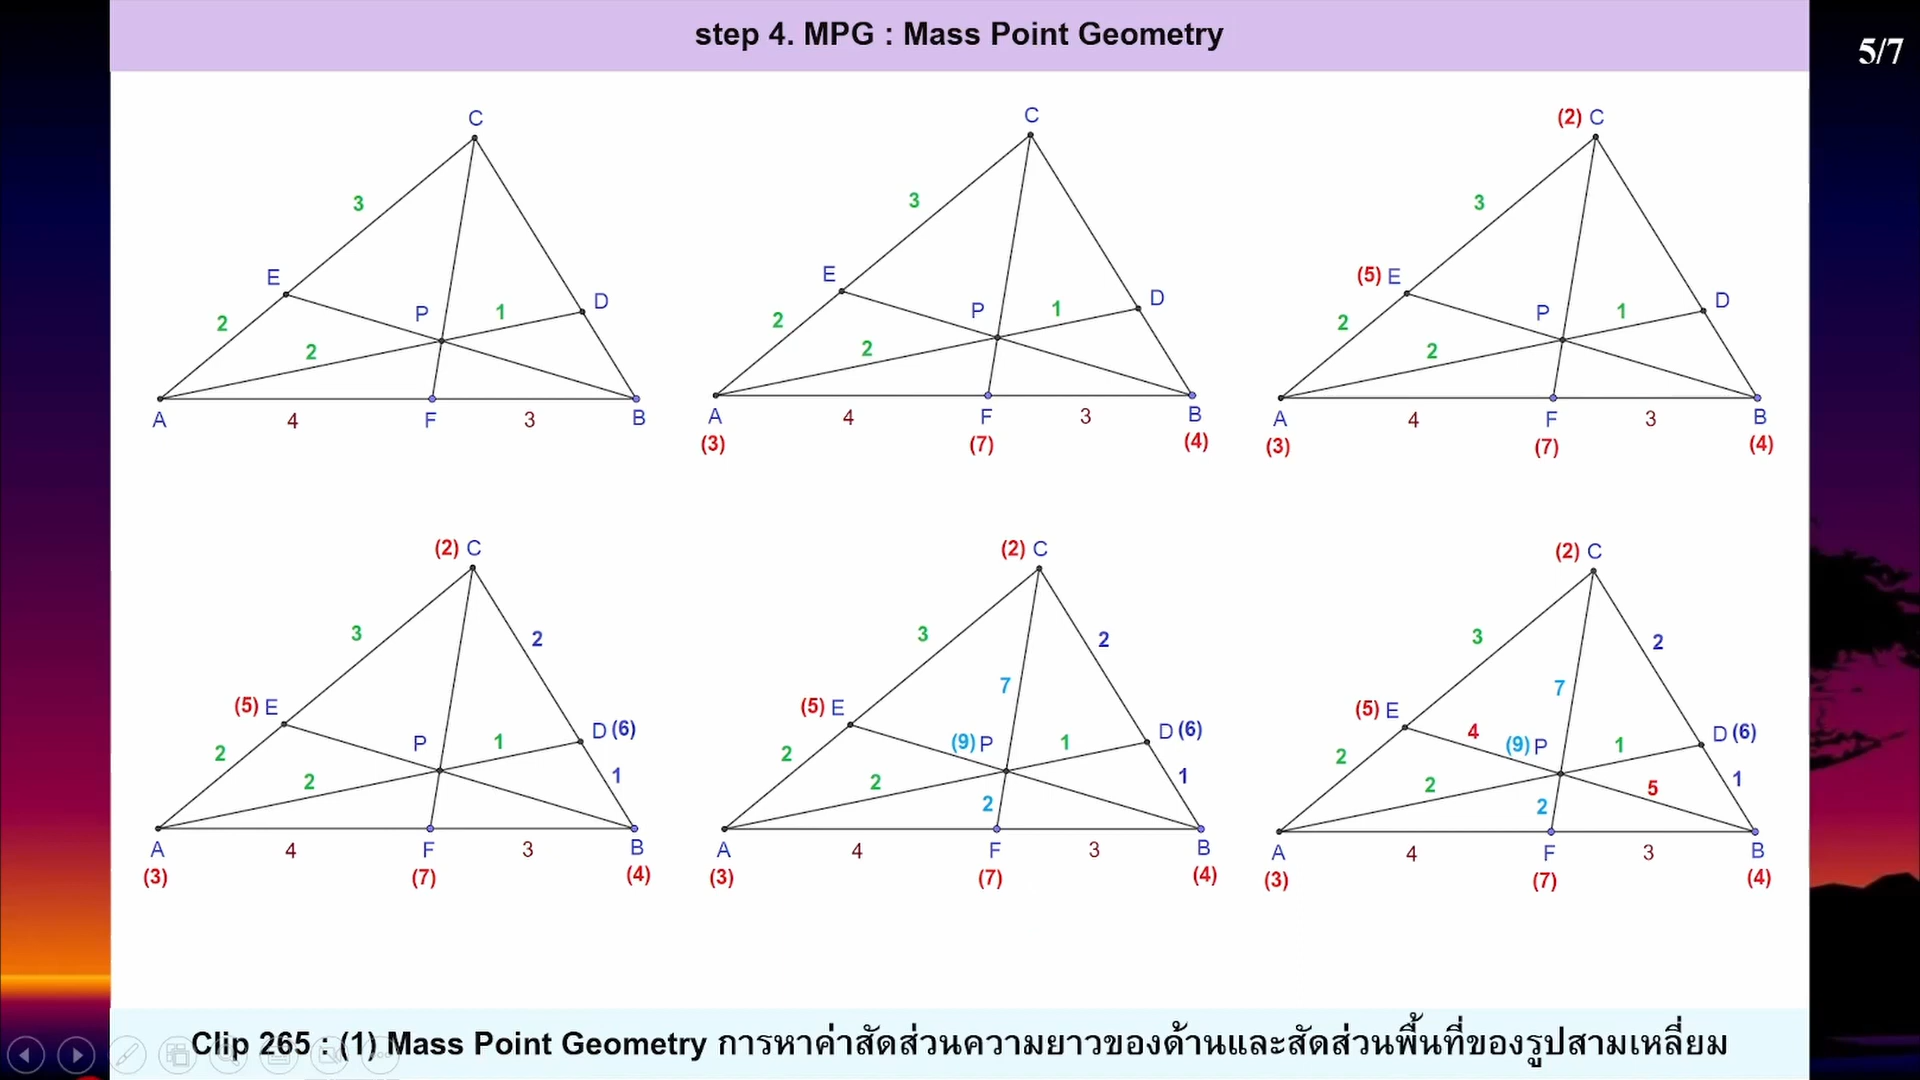 step 4. MPG : Mass Point Geometry
5/7
C
3
E
P
1
D
2
2
A
4
F
3
B
C
3
E
P
1
D
2
2
A
4
F
3
B
(3)
(7)
(4)
(2) C
3
(5) E
P
1
D
2
2
A
4
F
3
B
(3)
(7)
(4)
(2) C
3
2
(5) E
P
1
D (6)
2
2
1
A
4
F
3
B
(3)
(7)
(4)
(2) C
3
2
7
(5) E
(9) P
1
D (6)
2
2
2
1
A
4
F
3
B
(3)
(7)
(4)
(2) C
3
2
7
(5) E
4
(9) P
1
D (6)
2
2
2
5
1
A
4
F
3
B
(3)
(7)
(4)
Clip 265 : (1) Mass Point Geometry การหาค่าสัดส่วนความยาวของด้านและสัดส่วนพื้นที่ของรูปสามเหลี่ยม